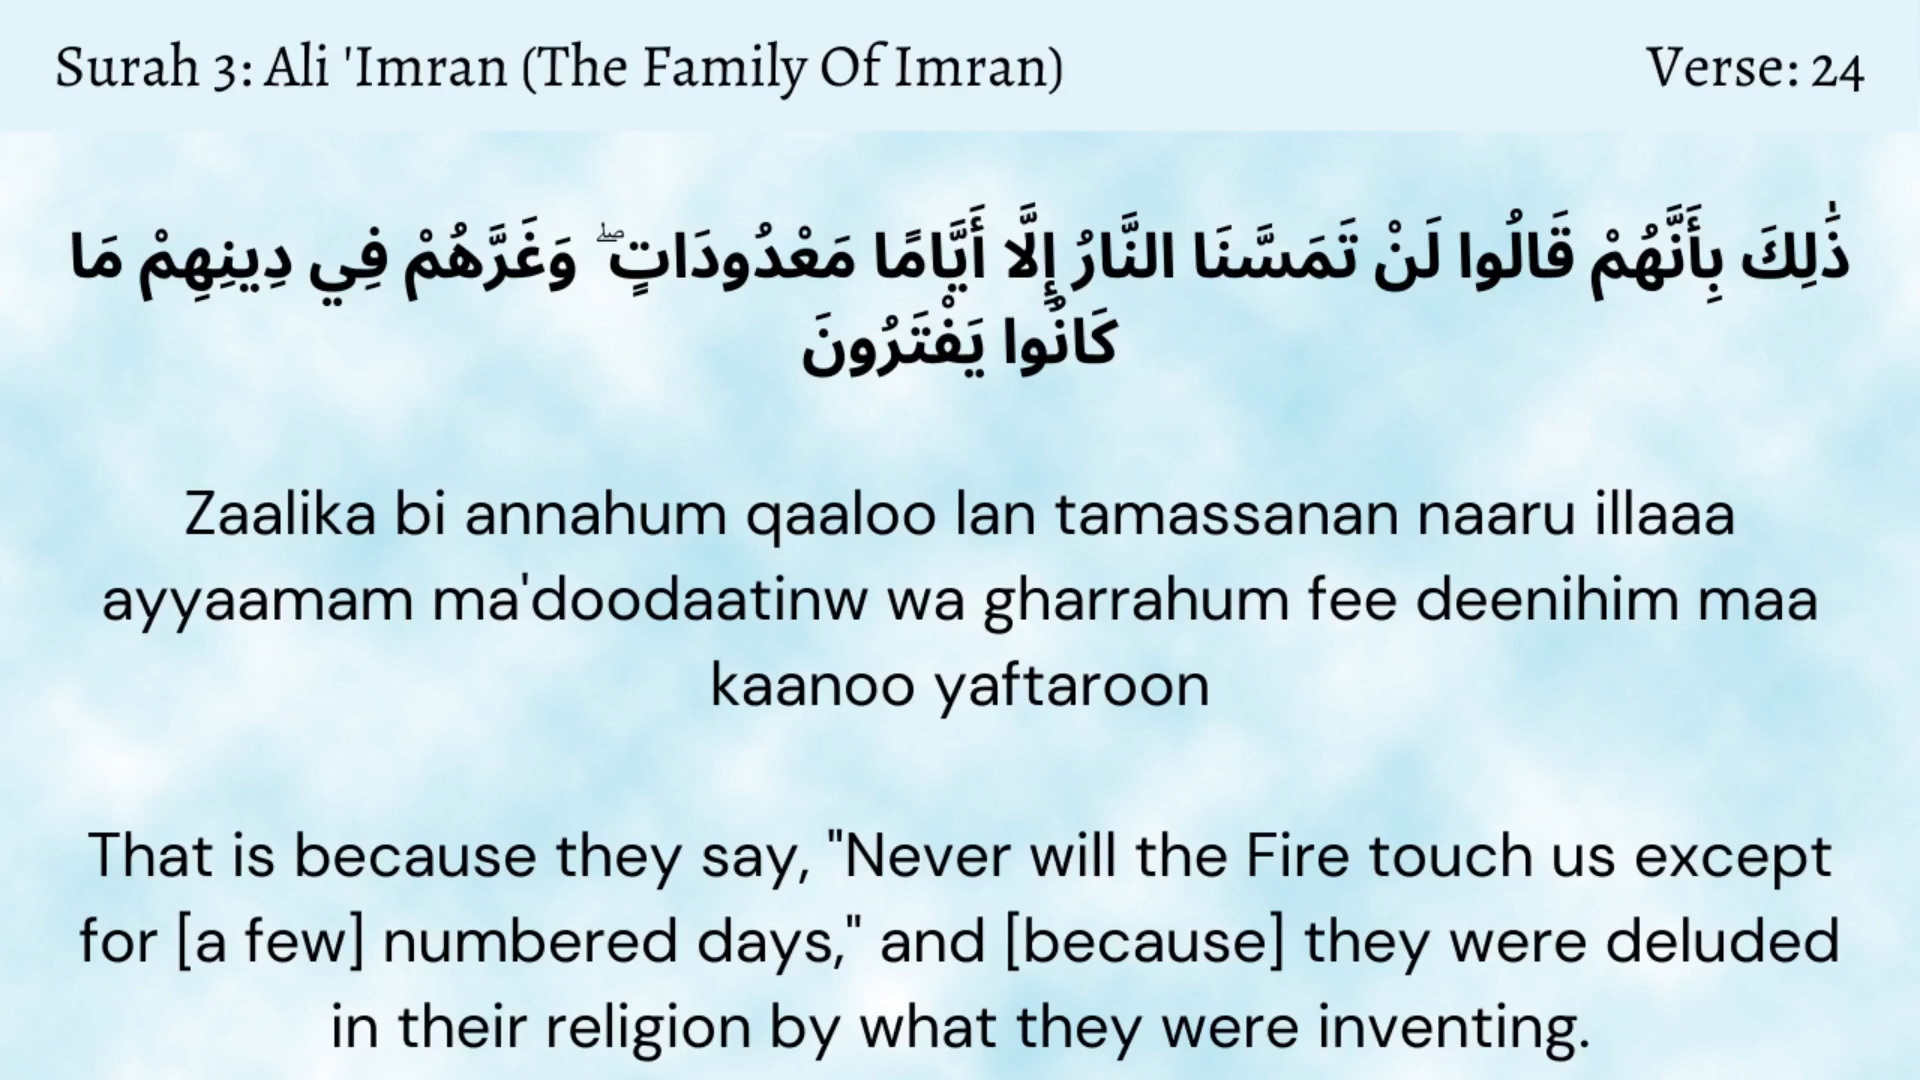 Surah 3: Ali 'Imran (The Family Of Imran)
Verse: 24
ذَٰلِكَ بِأَنَّهُمْ قَالُوا لَنْ تَمَسَّنَا النَّارُ إِلَّا أَيَّامًا مَعْدُودَاتٍ ۖ وَغَرَّهُمْ فِي دِينِهِمْ مَا
كَانُوا يَفْتَرُونَ
Zaalika bi annahum qaaloo lan tamassanan naaru illaaa
ayyaamam ma'doodaatinw wa gharrahum fee deenihim maa
kaanoo yaftaroon
That is because they say, "Never will the Fire touch us except
for [a few] numbered days," and [because] they were deluded
in their religion by what they were inventing.